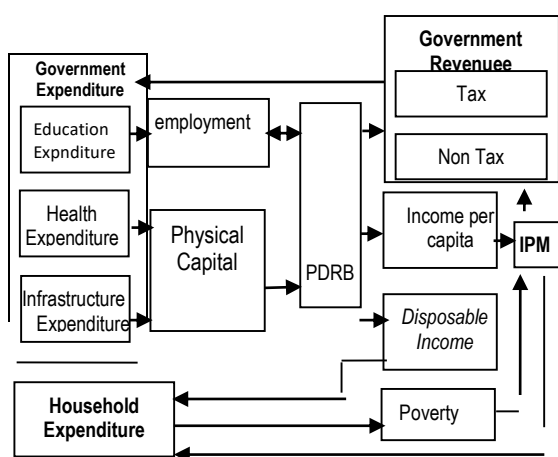 Government
Revenuee
Tax
Non Tax
Government
Expenditure
Education
Expnditure
Health
Expenditure
Infrastructure
Expenditure
employment
Physical
Capital
PDRB
Income per
capita
IPM
Disposable
Income
Household
Expenditure
Poverty